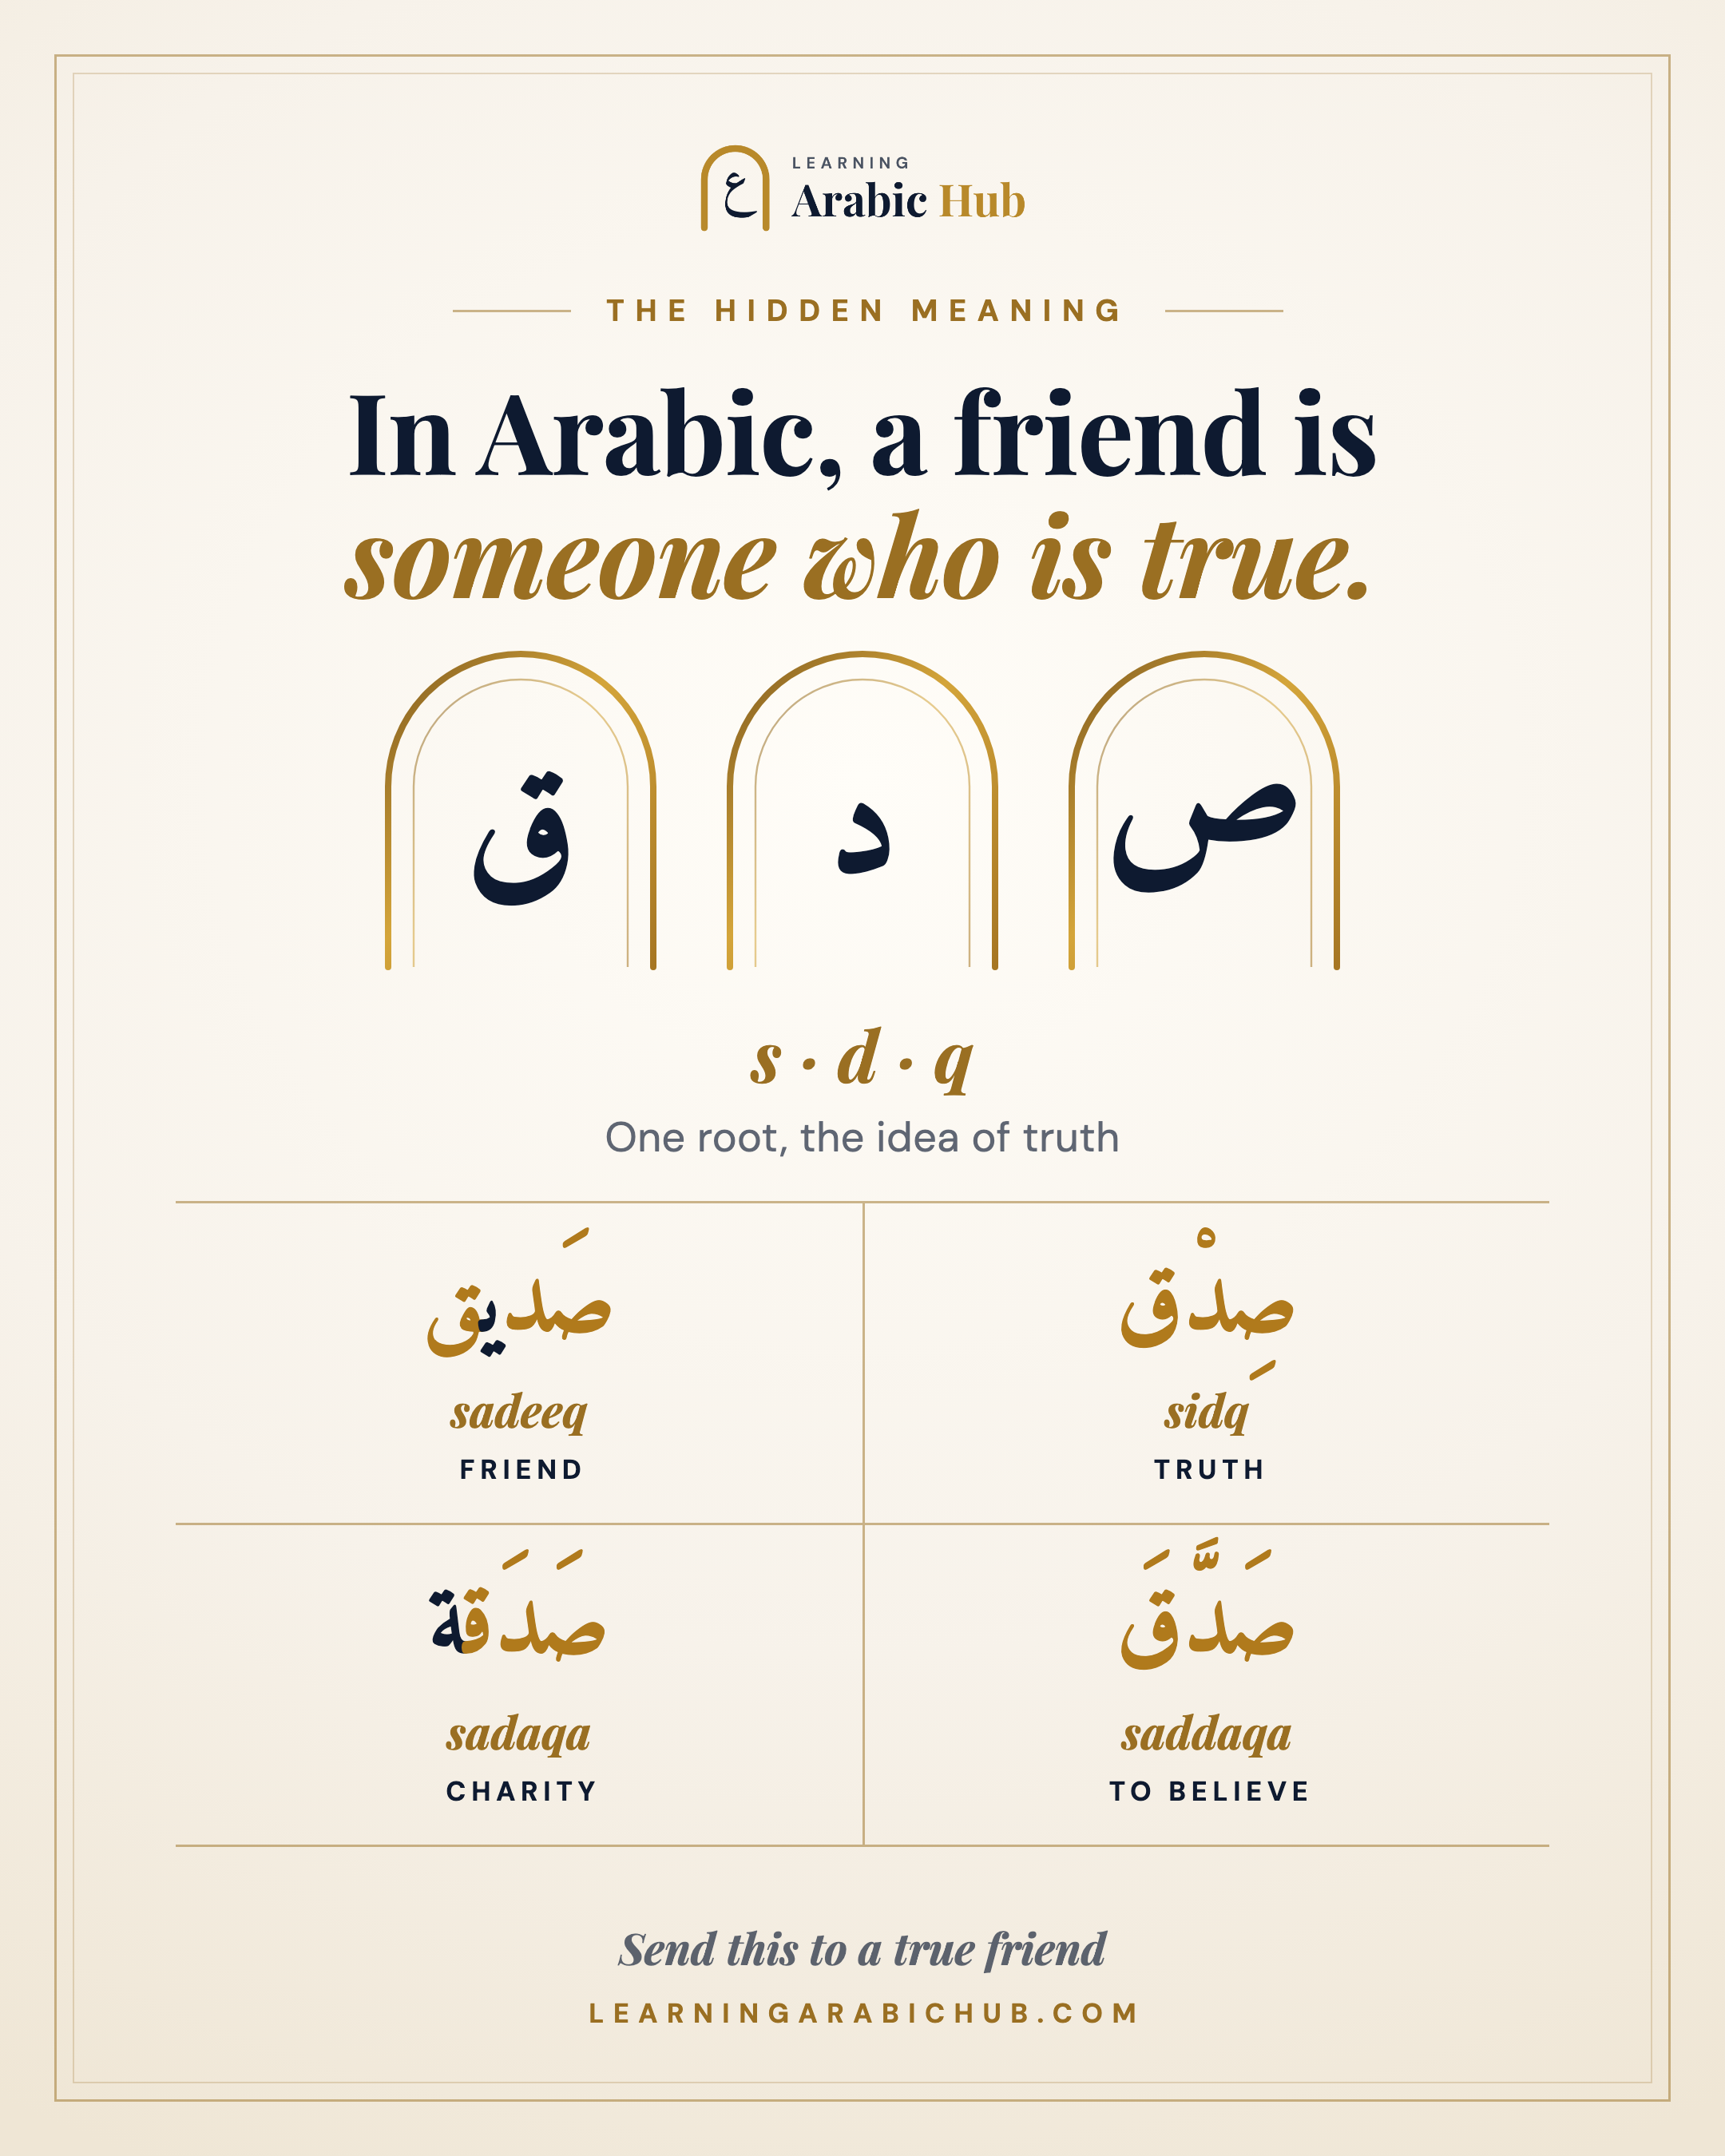 ع
LEARNING
Arabic Hub
THE HIDDEN MEANING
In Arabic, a friend is
someone who is true.
ص د ق
s · d · q
One root, the idea of truth
صِدْق
sidq
TRUTH
صَديق
sadeeq
FRIEND
صَدَّقَ
saddaqa
TO BELIEVE
صَدَقة
sadaqa
CHARITY
Send this to a true friend
LEARNINGARABICHUB.COM